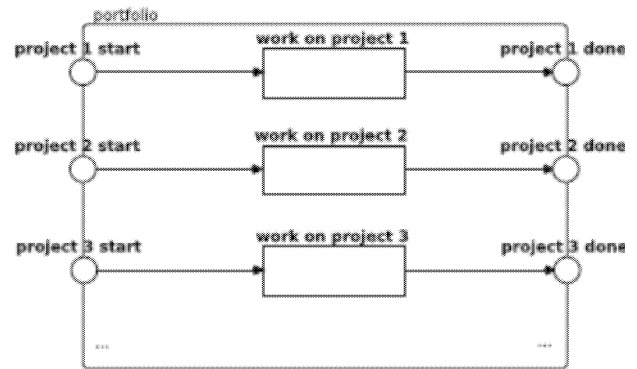 portfolio
work on project 1
project 1 start
project 1 done
work on project 2
project 2 start
project 2 done
work on project 3
project 3 start
project 3 done
...
...